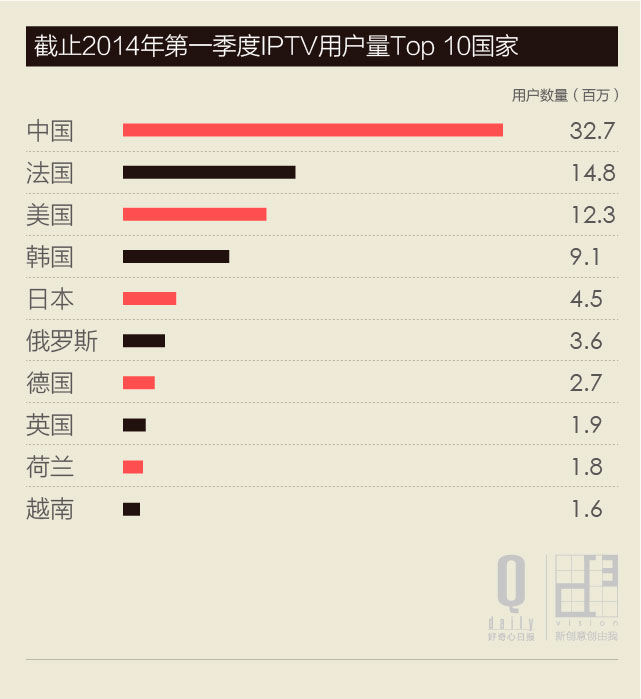 截止2014年第一季度IPTV用户量Top 10国家
用户数量（百万）
中国 32.7
法国 14.8
美国 12.3
韩国 9.1
日本 4.5
俄罗斯 3.6
德国 2.7
英国 1.9
荷兰 1.8
越南 1.6
Q
daily
好奇心日报
vision
新创意创由我